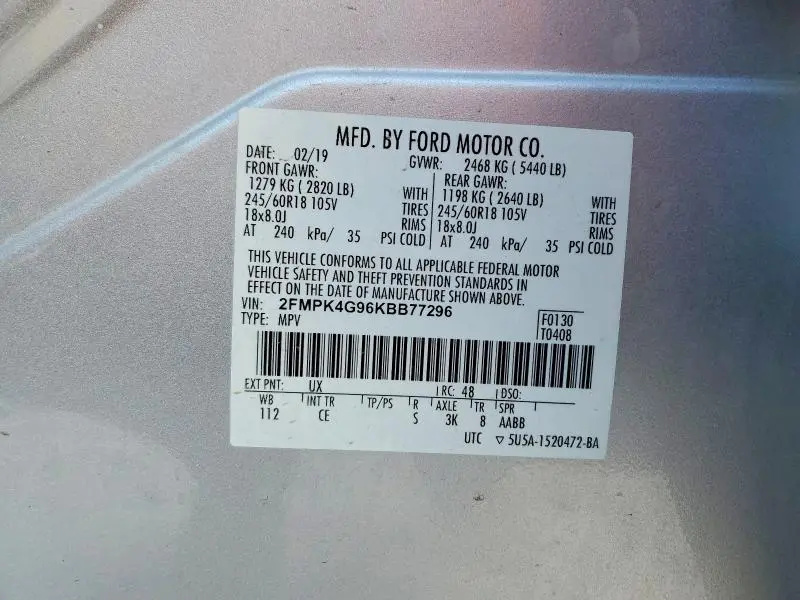 MFD. BY FORD MOTOR CO.
DATE: 02/19 GVWR: 2468 KG ( 5440 LB)
FRONT GAWR: REAR GAWR:
1279 KG ( 2820 LB) WITH 1198 KG ( 2640 LB) WITH
245/60R18 105V TIRES 245/60R18 105V TIRES
18x8.0J RIMS 18x8.0J RIMS
AT 240 kPa/ 35 PSI COLD AT 240 kPa/ 35 PSI COLD
THIS VEHICLE CONFORMS TO ALL APPLICABLE FEDERAL MOTOR
VEHICLE SAFETY AND THEFT PREVENTION STANDARDS IN
EFFECT ON THE DATE OF MANUFACTURE SHOWN ABOVE.
VIN: 2FMPK4G96KBB77296
TYPE: MPV F0130
T0408
EXT PNT: UX RC: 48 DSO:
WB INT TR TP/PS R AXLE TR SPR
112 CE S 3K 8 AABB
UTC ▽ 5U5A-1520472-BA